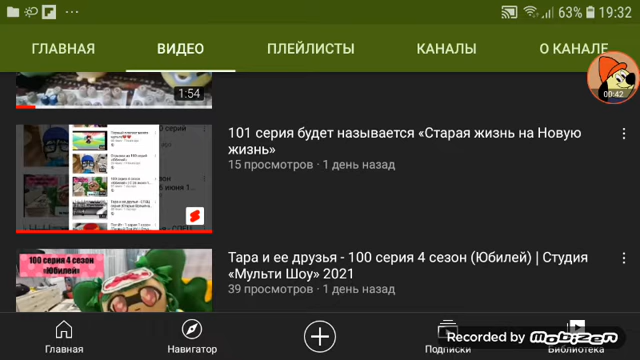 63% 19:32
ГЛАВНАЯ ВИДЕО ПЛЕЙЛИСТЫ КАНАЛЫ О КАНАЛЕ
00:42
1:54
101 серия будет называется «Старая жизнь на Новую
жизнь»
15 просмотров · 1 день назад
100 серия 4 сезон
«Юбилей»
Тара и ее друзья - 100 серия 4 сезон (Юбилей) | Студия
«Мульти Шоу» 2021
39 просмотров · 1 день назад
Главная Навигатор Подписки Библиотека
Recorded by Mobizen